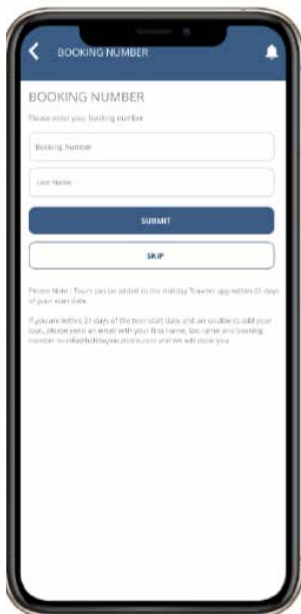 BOOKING NUMBER
BOOKING NUMBER
Please enter your booking number
Booking Number
Last Name
SUBMIT
SKIP
Please Note : Tours can be added to the Holiday Traveler app within 21 days
of your start date.
If you are within 21 days of the tour start date and are unable to add your
tour, please send an email with your first name, last name and booking
number to info@holidayvacations.com and we will assist you.